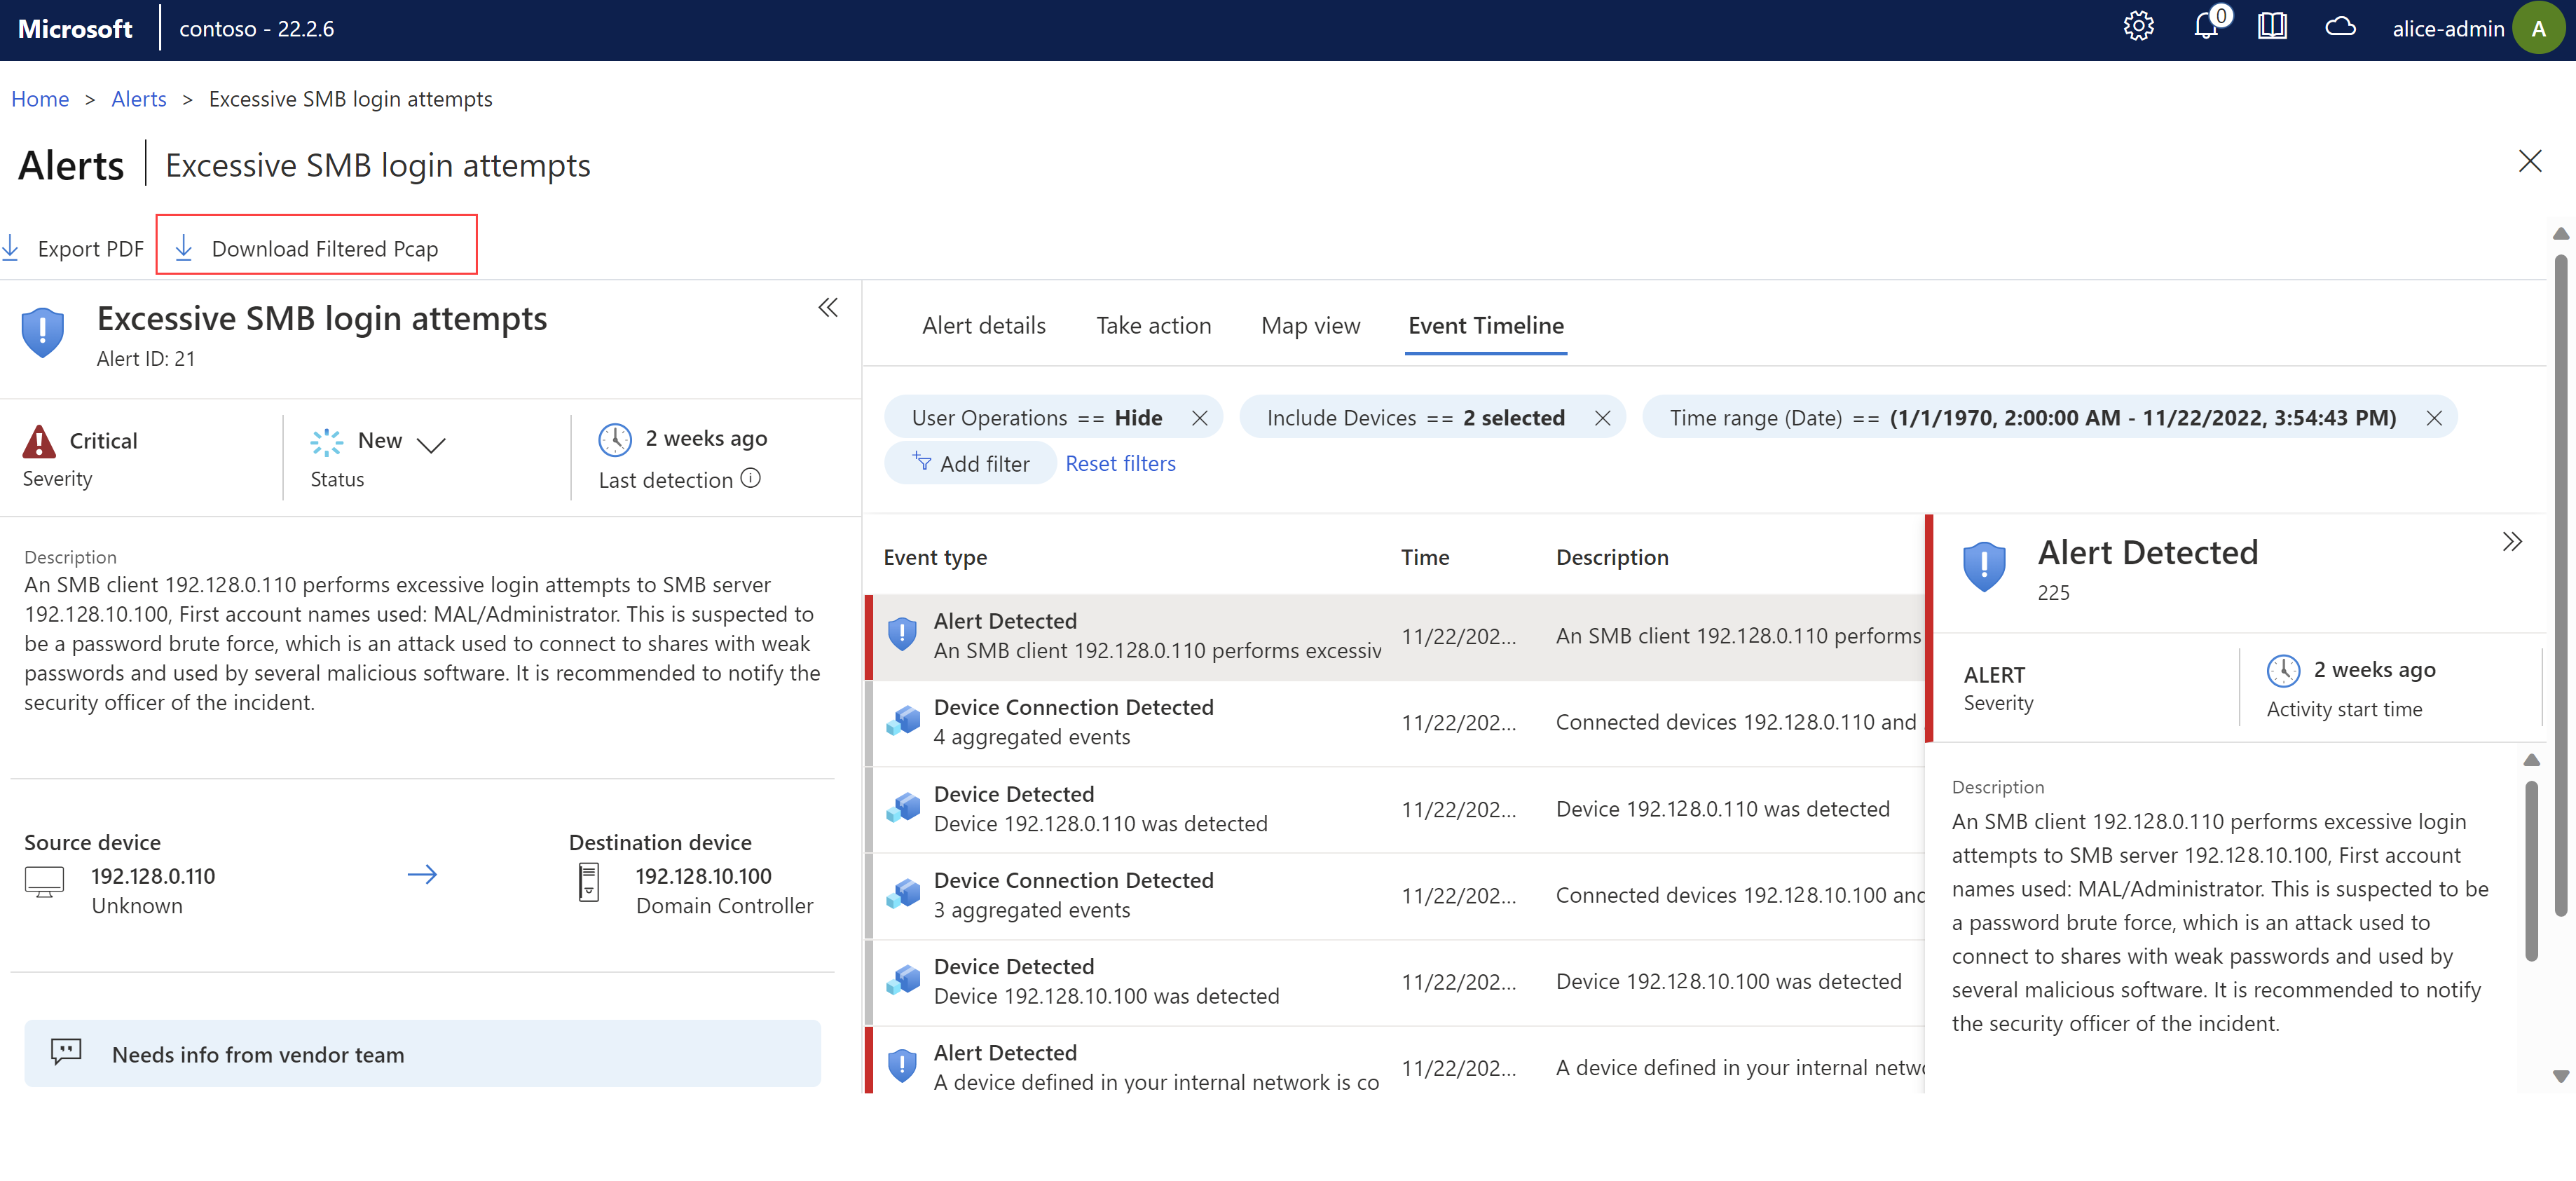 Microsoft
contoso - 22.2.6
0
alice-admin
A
Home > Alerts > Excessive SMB login attempts
Alerts
Excessive SMB login attempts
Export PDF
Download Filtered Pcap
Excessive SMB login attempts
Alert ID: 21
Critical
Severity
New
Status
2 weeks ago
Last detection
Description
An SMB client 192.128.0.110 performs excessive login attempts to SMB server
192.128.10.100, First account names used: MAL/Administrator. This is suspected to
be a password brute force, which is an attack used to connect to shares with weak
passwords and used by several malicious software. It is recommended to notify the
security officer of the incident.
Source device
192.128.0.110
Unknown
Destination device
192.128.10.100
Domain Controller
Needs info from vendor team
Alert details
Take action
Map view
Event Timeline
User Operations == Hide
Include Devices == 2 selected
Time range (Date) == (1/1/1970, 2:00:00 AM - 11/22/2022, 3:54:43 PM)
Add filter
Reset filters
Event type
Time
Description
Alert Detected
An SMB client 192.128.0.110 performs excessiv
11/22/202...
An SMB client 192.128.0.110 performs
Device Connection Detected
4 aggregated events
11/22/202...
Connected devices 192.128.0.110 and
Device Detected
Device 192.128.0.110 was detected
11/22/202...
Device 192.128.0.110 was detected
Device Connection Detected
3 aggregated events
11/22/202...
Connected devices 192.128.10.100 and
Device Detected
Device 192.128.10.100 was detected
11/22/202...
Device 192.128.10.100 was detected
Alert Detected
A device defined in your internal network is co
11/22/202...
A device defined in your internal netwo
Alert Detected
225
ALERT
Severity
2 weeks ago
Activity start time
Description
An SMB client 192.128.0.110 performs excessive login
attempts to SMB server 192.128.10.100, First account
names used: MAL/Administrator. This is suspected to be
a password brute force, which is an attack used to
connect to shares with weak passwords and used by
several malicious software. It is recommended to notify
the security officer of the incident.